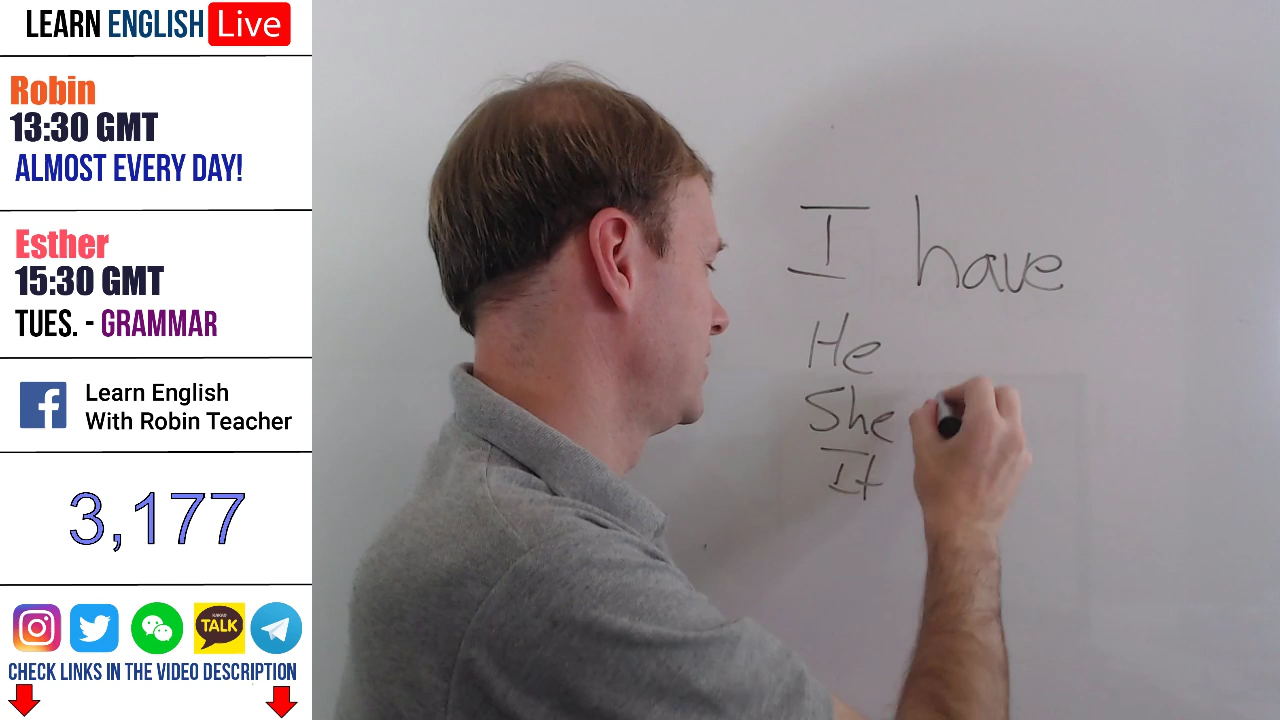 LEARN ENGLISH Live
Robin
13:30 GMT
ALMOST EVERY DAY!
Esther
15:30 GMT
TUES. - GRAMMAR
Learn English
With Robin Teacher
3,177
TALK
CHECK LINKS IN THE VIDEO DESCRIPTION
I have
He
She
It